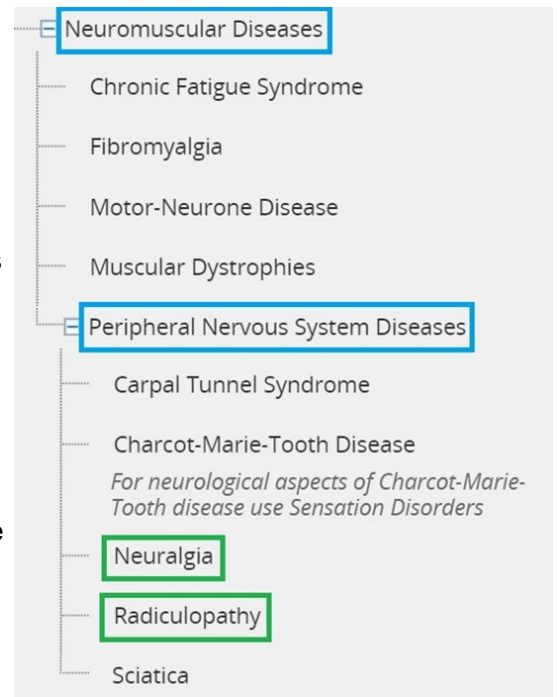 Neuromuscular Diseases
Chronic Fatigue Syndrome
Fibromyalgia
Motor-Neurone Disease
Muscular Dystrophies
s
Peripheral Nervous System Diseases
Carpal Tunnel Syndrome
Charcot-Marie-Tooth Disease
For neurological aspects of Charcot-Marie-
Tooth disease use Sensation Disorders
e
Neuralgia
Radiculopathy
Sciatica